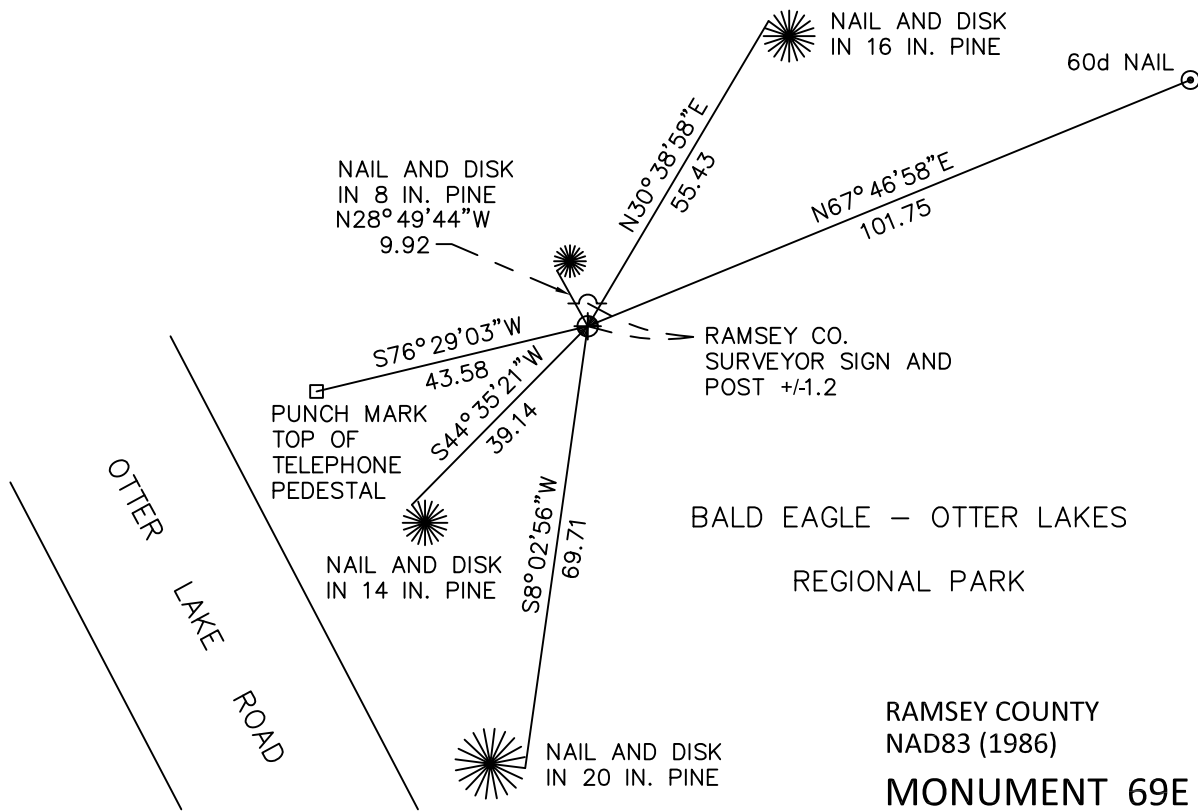 NAIL AND DISK
IN 16 IN. PINE
60d NAIL
N30°38'58"E
55.43
N67°46'58"E
101.75
NAIL AND DISK
IN 8 IN. PINE
N28°49'44"W
9.92
RAMSEY CO.
SURVEYOR SIGN AND
POST +/-1.2
S76°29'03"W
43.58
PUNCH MARK
TOP OF
TELEPHONE
PEDESTAL
S44°35'21"W
39.14
NAIL AND DISK
IN 14 IN. PINE
S8°02'56"W
69.71
BALD EAGLE – OTTER LAKES
REGIONAL PARK
OTTER LAKE ROAD
NAIL AND DISK
IN 20 IN. PINE
RAMSEY COUNTY
NAD83 (1986)
MONUMENT 69E